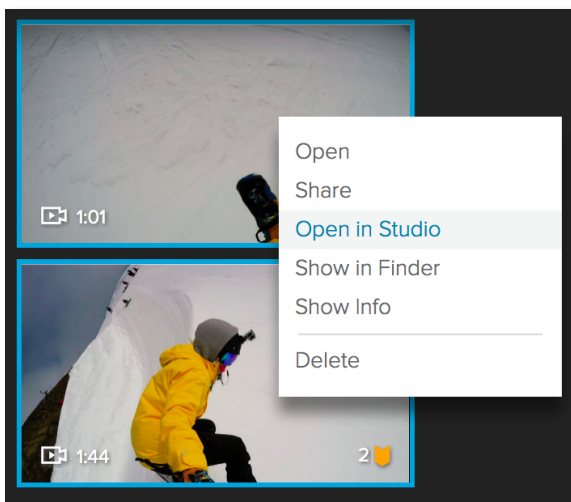 1:01
Open
Share
Open in Studio
Show in Finder
Show Info
Delete
1:44
2